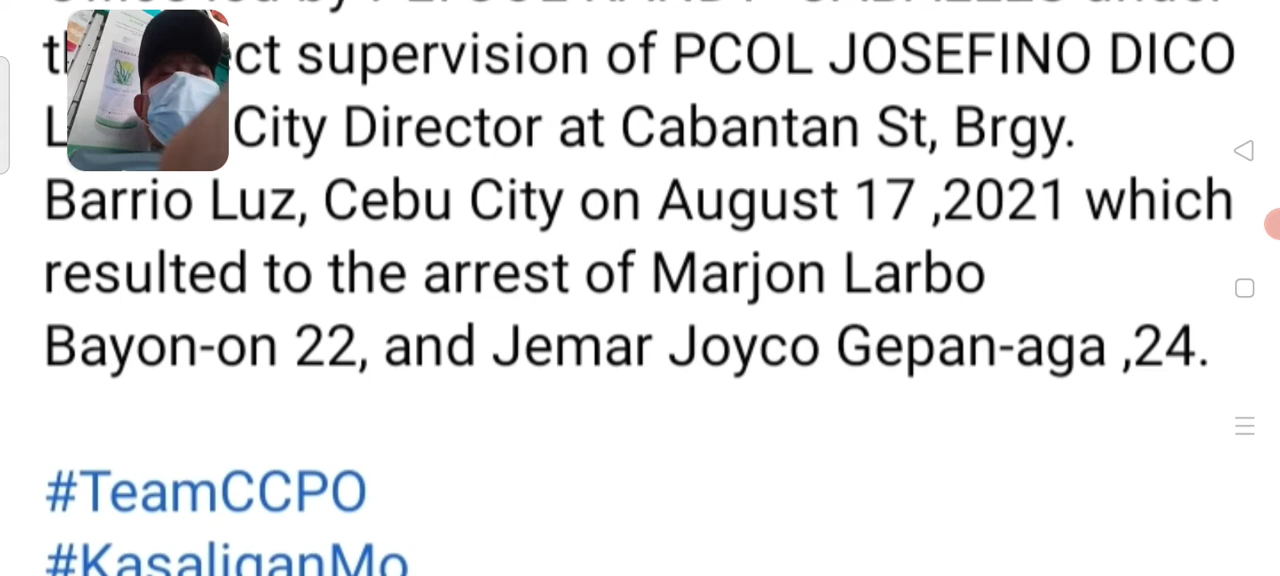 ct supervision of PCOL JOSEFINO DICO
City Director at Cabantan St, Brgy.
Barrio Luz, Cebu City on August 17 ,2021 which
resulted to the arrest of Marjon Larbo
Bayon-on 22, and Jemar Joyco Gepan-aga ,24.
#TeamCCPO
#KasaliganMo